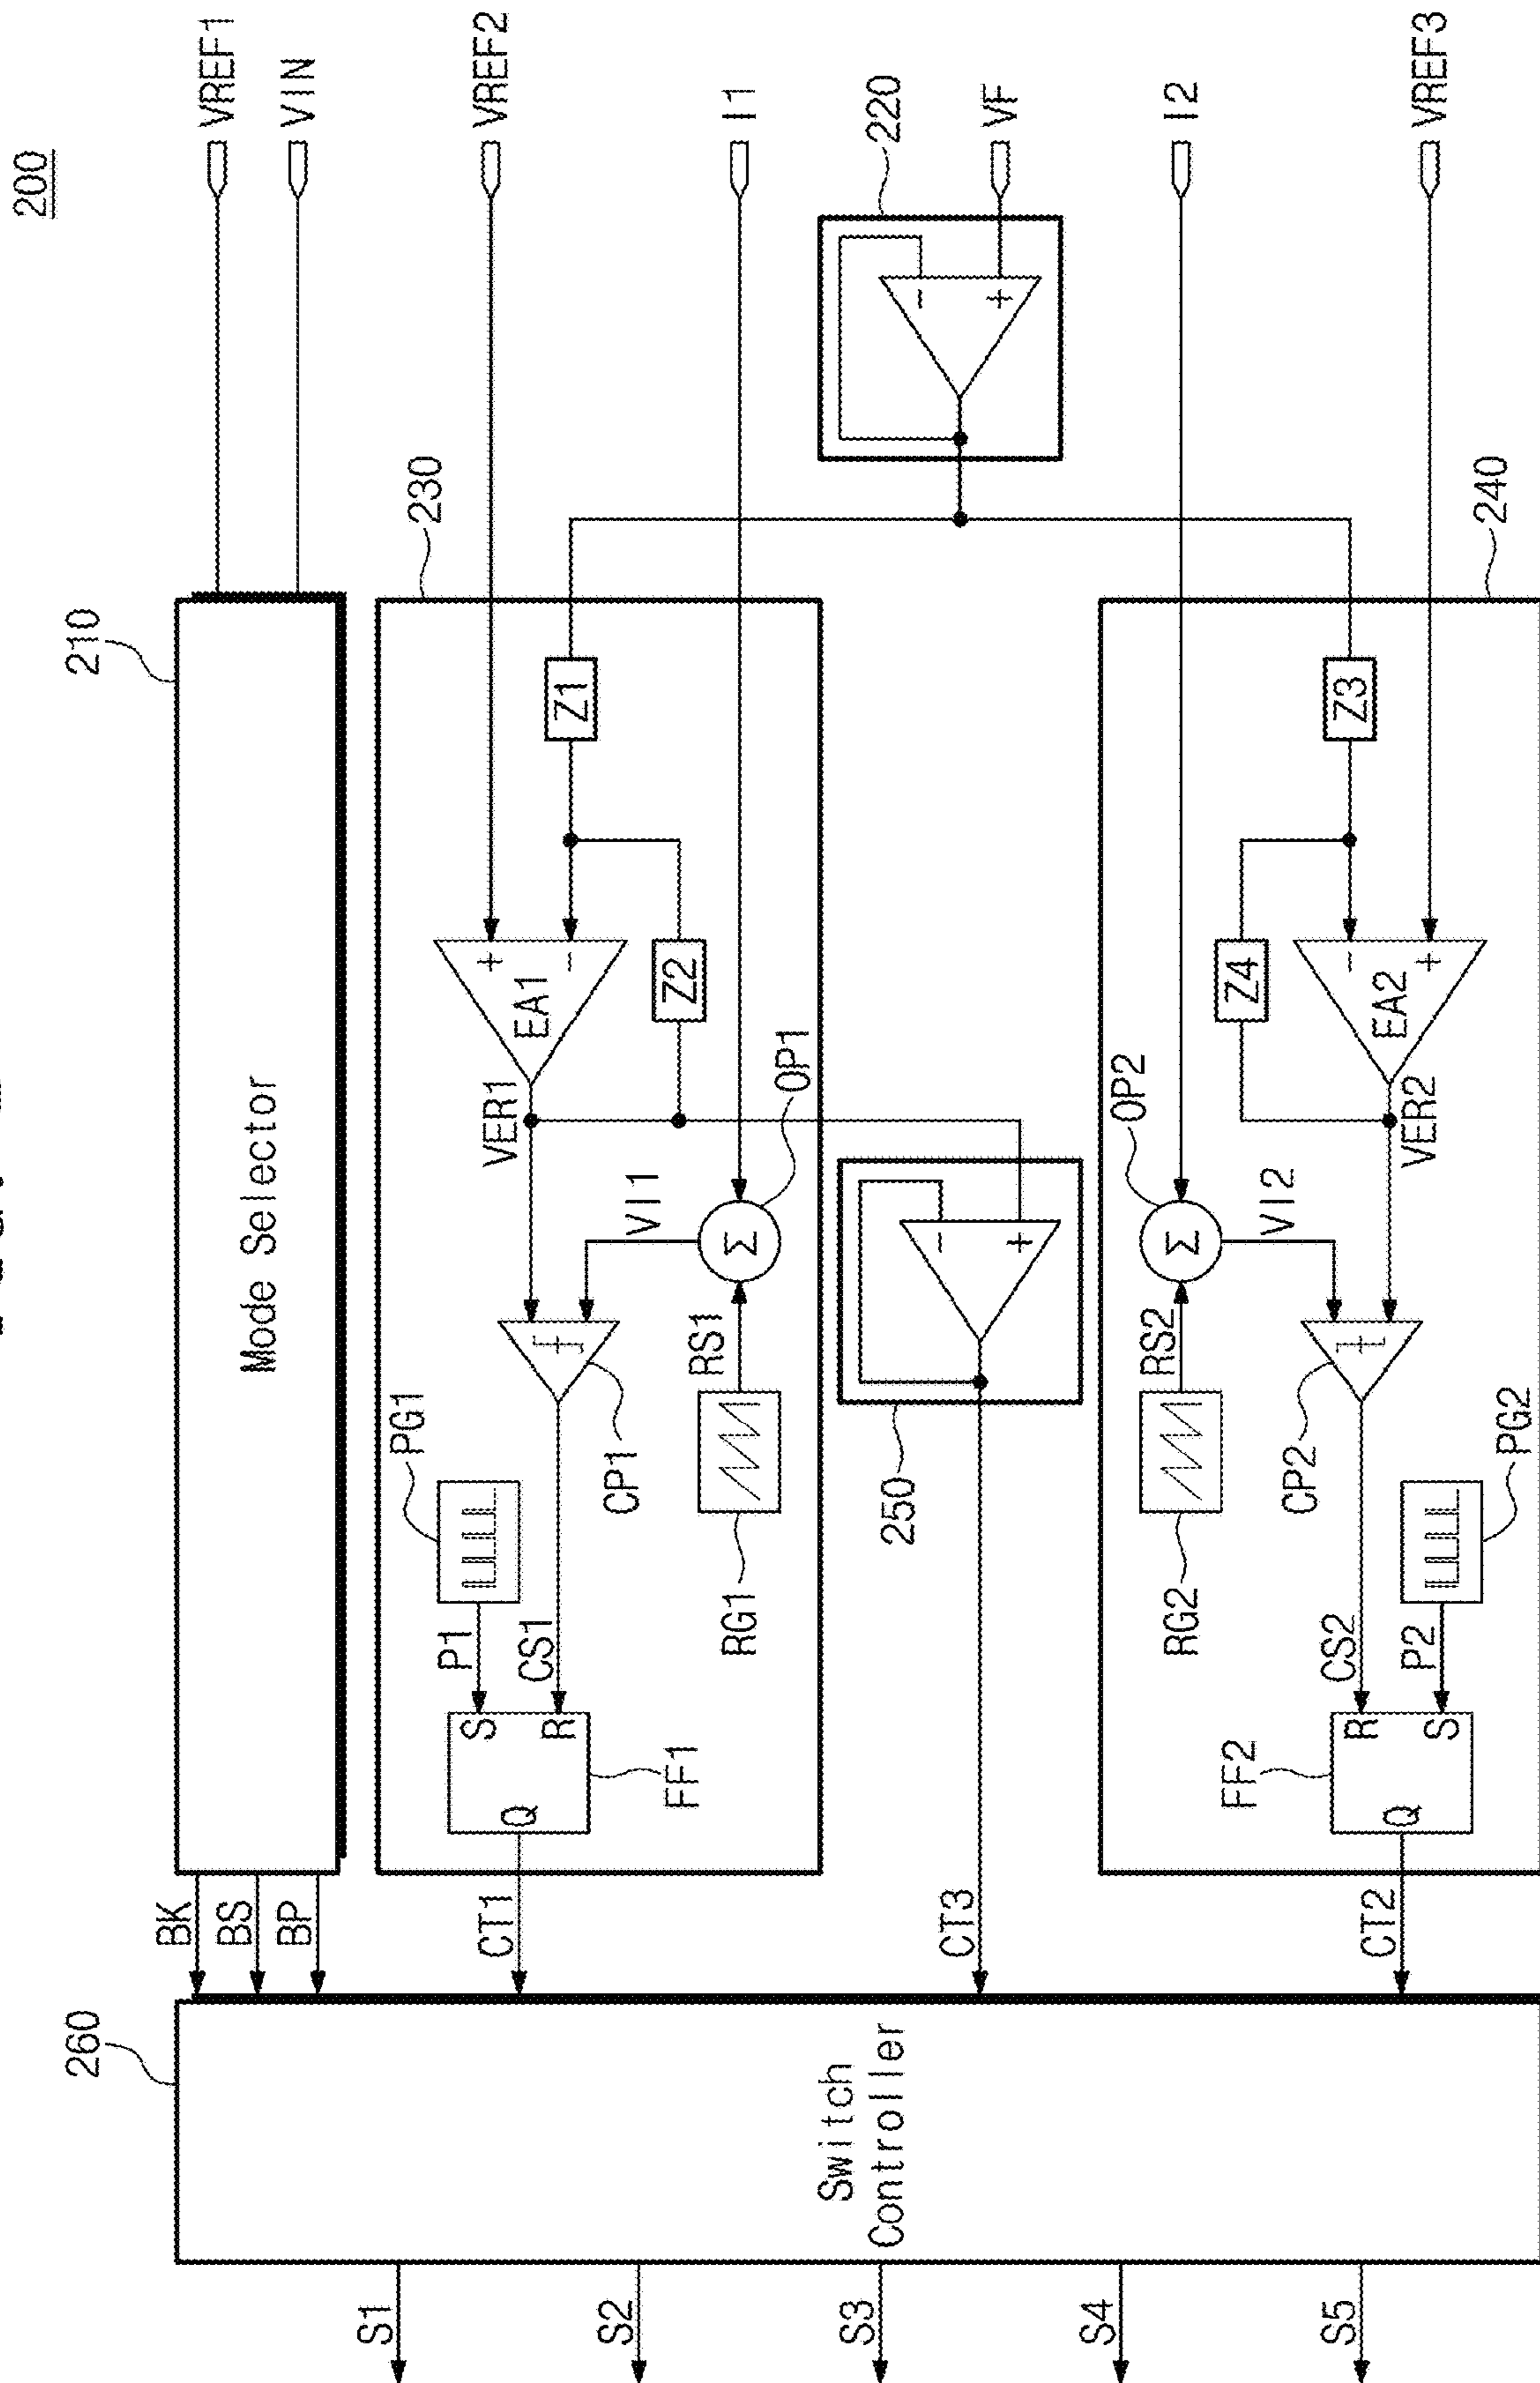 200
VREF1
VIN
VREF2
I1
VF
I2
VREF3
220
210
Mode Selector
230
Z1
+
-
EA1
Z2
VER1
OP1
Σ
VI1
RS1
RG1
CP1
PG1
P1
CS1
S
R
Q
FF1
-
+
250
-
+
240
Z3
Z4
-
+
EA2
VER2
OP2
Σ
VI2
RS2
RG2
CP2
PG2
P2
CS2
R
S
Q
FF2
BK
BS
BP
CT1
CT3
CT2
260
Switch
Controller
S1
S2
S3
S4
S5